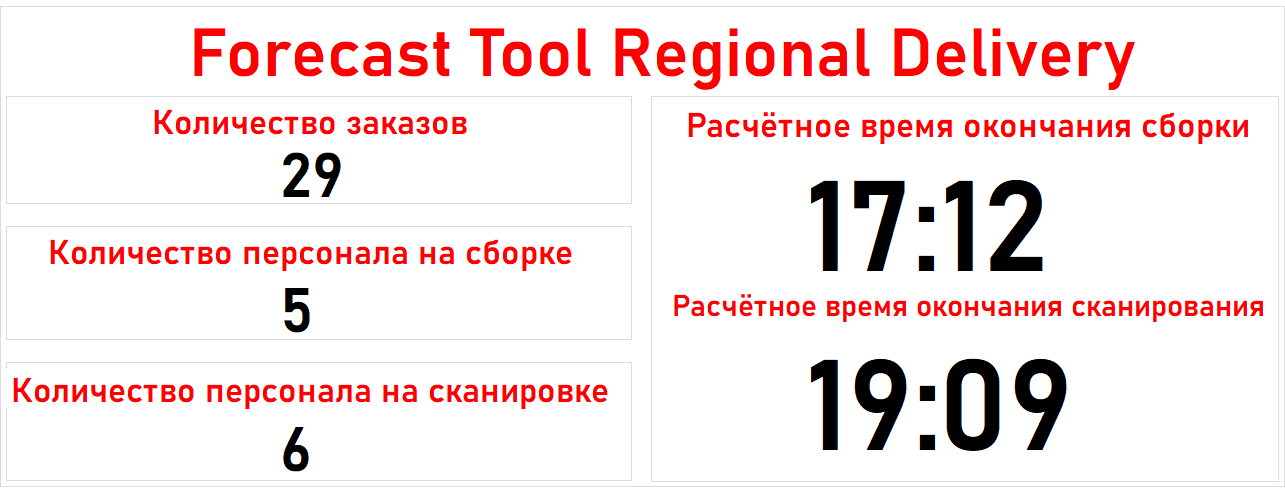 Forecast Tool Regional Delivery
Количество заказов
29
Количество персонала на сборке
5
Количество персонала на сканировке
6
Расчётное время окончания сборки
17:12
Расчётное время окончания сканирования
19:09